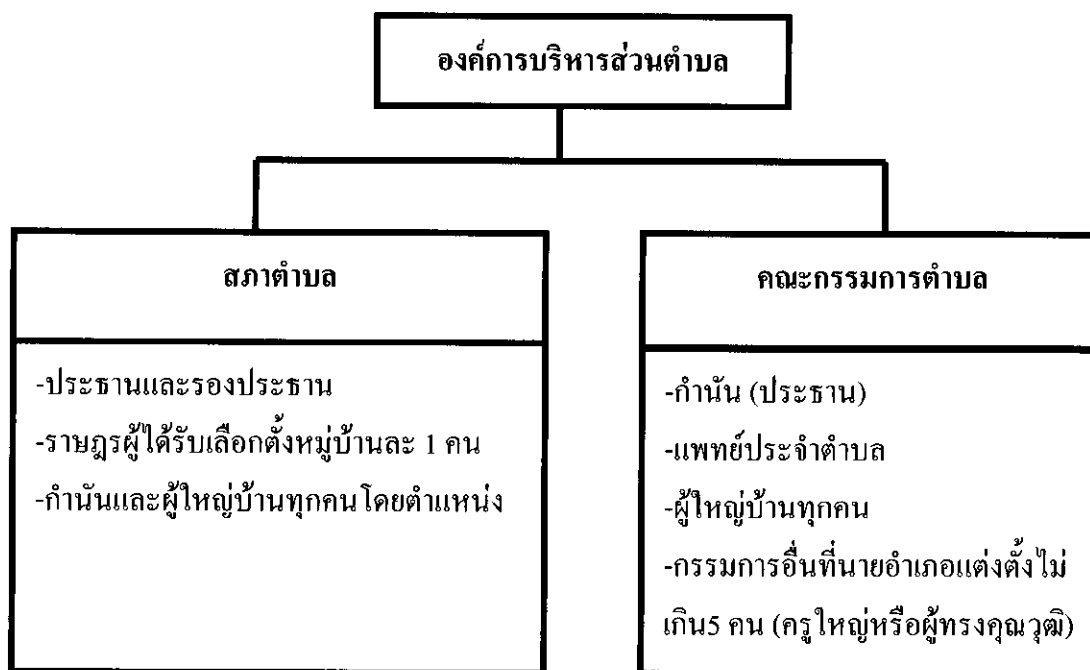 องค์การบริหารส่วนตำบล
สภาตำบล
-ประธานและรองประธาน
-ราษฎรผู้ได้รับเลือกตั้งหมู่บ้านละ 1 คน
-กำนันและผู้ใหญ่บ้านทุกคนโดยตำแหน่ง
คณะกรรมการตำบล
-กำนัน (ประธาน)
-แพทย์ประจำตำบล
-ผู้ใหญ่บ้านทุกคน
-กรรมการอื่นที่นายอำเภอแต่งตั้งไม่
เกิน5 คน (ครูใหญ่หรือผู้ทรงคุณวุฒิ)